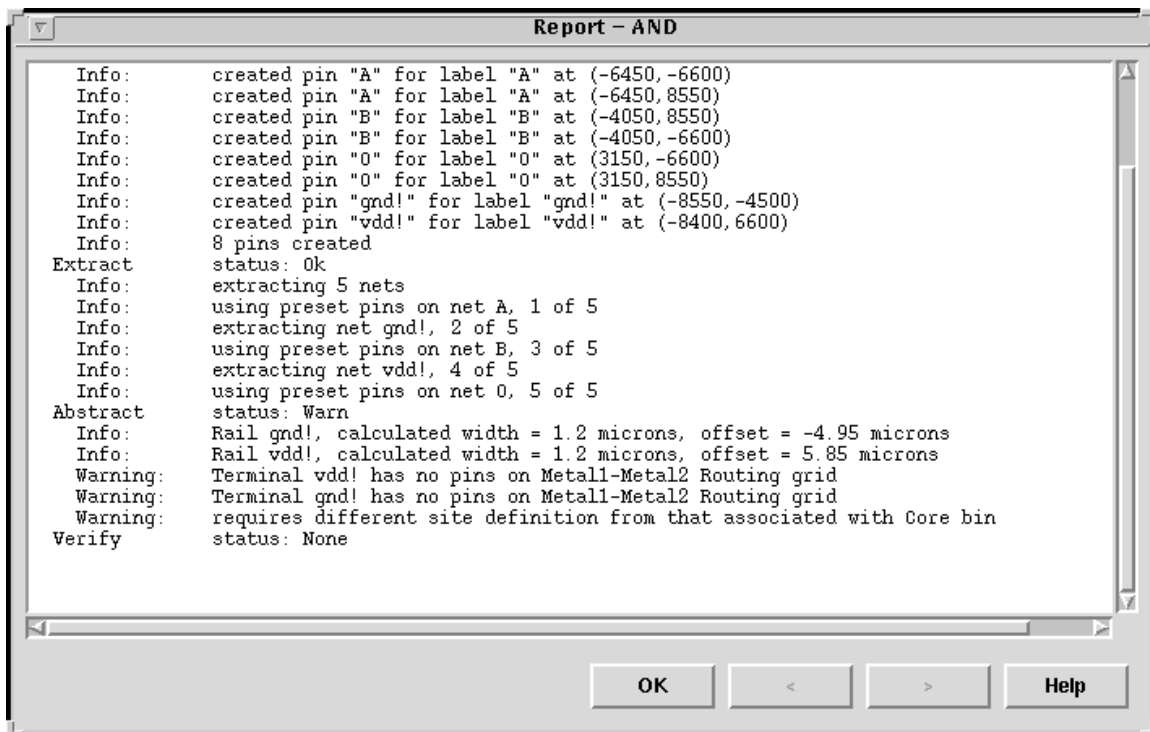 Report – AND
Info: created pin "A" for label "A" at (-6450,-6600)
Info: created pin "A" for label "A" at (-6450,8550)
Info: created pin "B" for label "B" at (-4050,8550)
Info: created pin "B" for label "B" at (-4050,-6600)
Info: created pin "O" for label "O" at (3150,-6600)
Info: created pin "O" for label "O" at (3150,8550)
Info: created pin "gnd!" for label "gnd!" at (-8550,-4500)
Info: created pin "vdd!" for label "vdd!" at (-8400,6600)
Info: 8 pins created
Extract status: Ok
Info: extracting 5 nets
Info: using preset pins on net A, 1 of 5
Info: extracting net gnd!, 2 of 5
Info: using preset pins on net B, 3 of 5
Info: extracting net vdd!, 4 of 5
Info: using preset pins on net O, 5 of 5
Abstract status: Warn
Info: Rail gnd!, calculated width = 1.2 microns, offset = -4.95 microns
Info: Rail vdd!, calculated width = 1.2 microns, offset = 5.85 microns
Warning: Terminal vdd! has no pins on Metal1-Metal2 Routing grid
Warning: Terminal gnd! has no pins on Metal1-Metal2 Routing grid
Warning: requires different site definition from that associated with Core bin
Verify status: None
OK < > Help